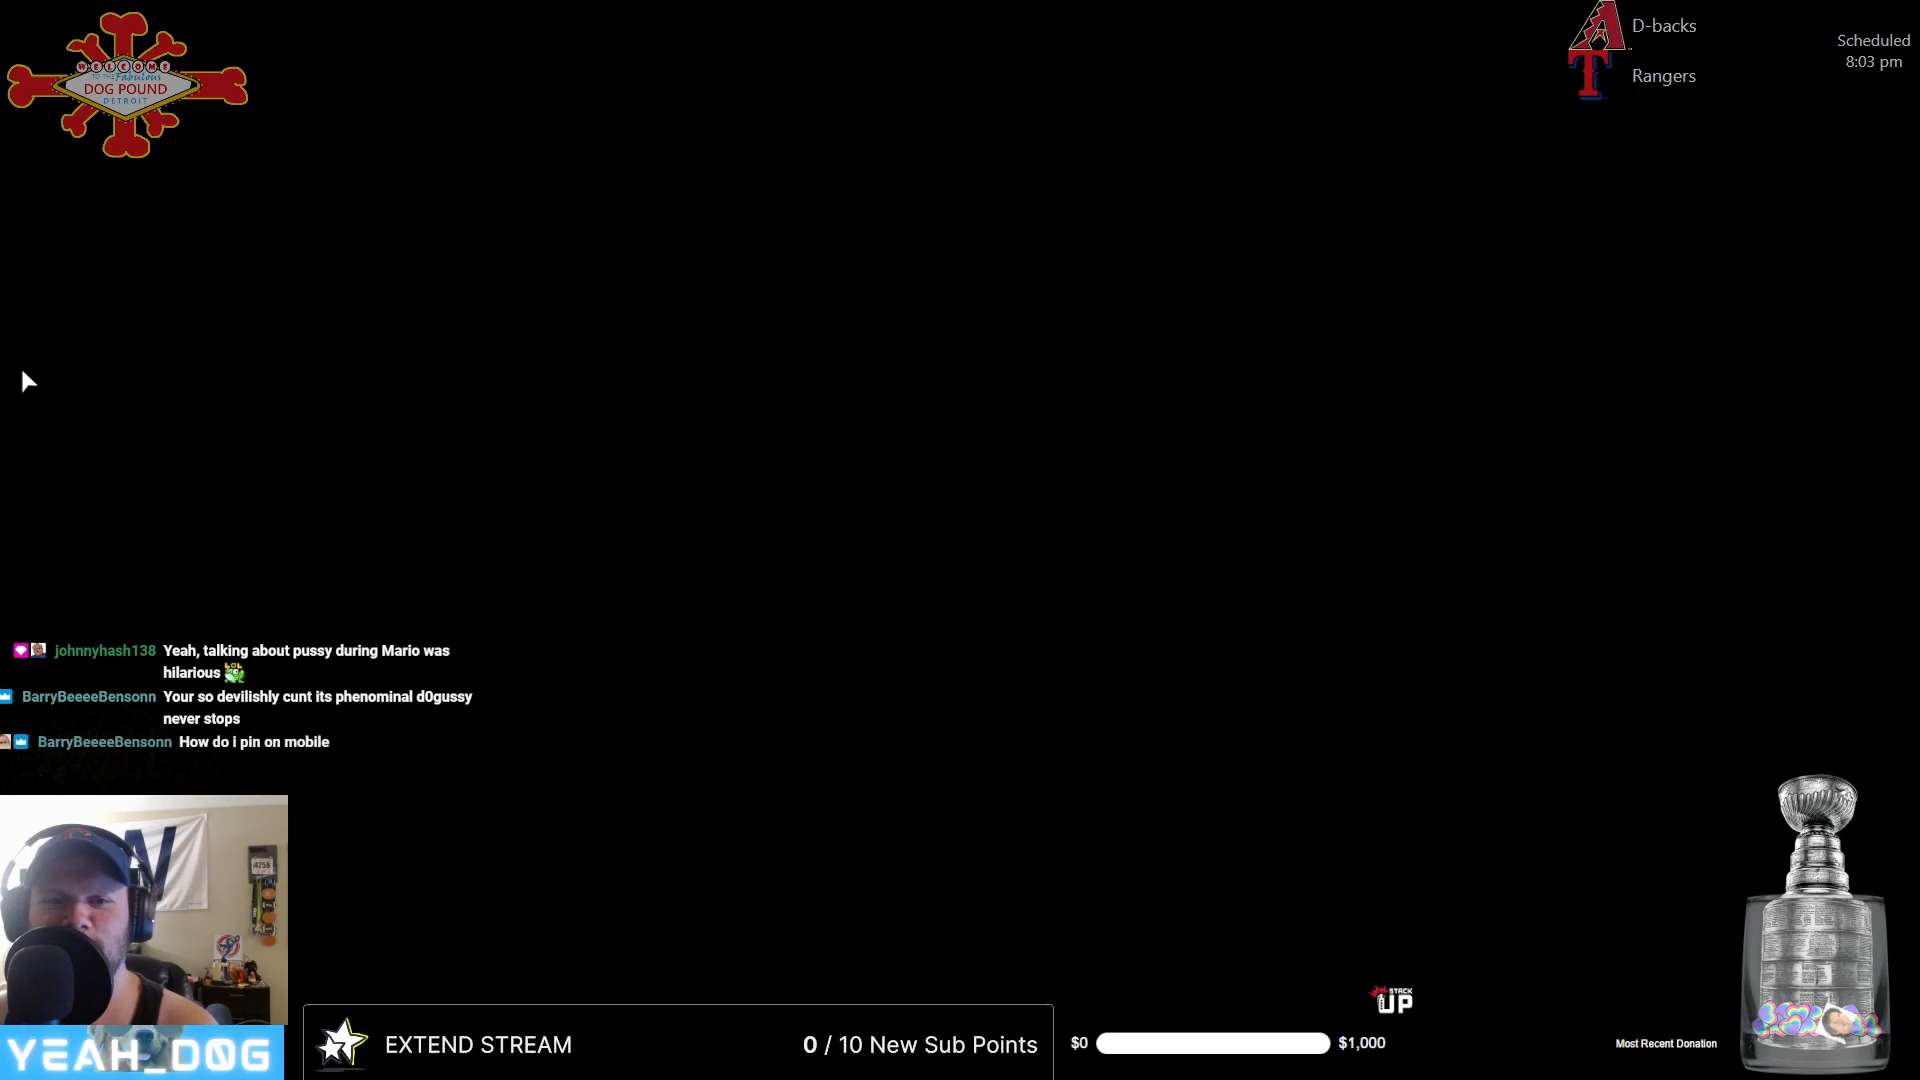 WELCOME
TO THE Fabulous
DOG POUND
DETROIT
D-backs
Rangers
Scheduled
8:03 pm
johnnyhash138 Yeah, talking about pussy during Mario was
hilarious
BarryBeeeeBensonn Your so devilishly cunt its phenominal d0gussy
never stops
BarryBeeeeBensonn How do i pin on mobile
4258
YEAH_D0G
EXTEND STREAM 0 / 10 New Sub Points
STACK
UP
$0 $1,000
Most Recent Donation